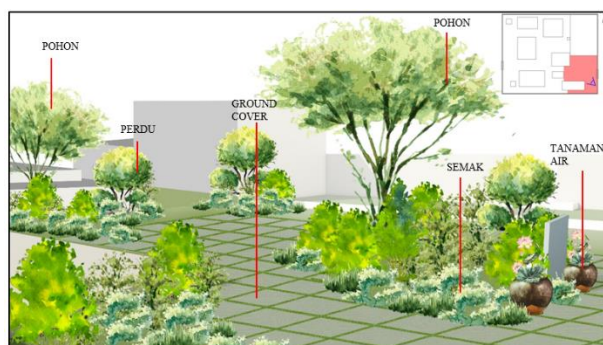 POHON
POHON
GROUND
COVER
PERDU
SEMAK
TANAMAN
AIR